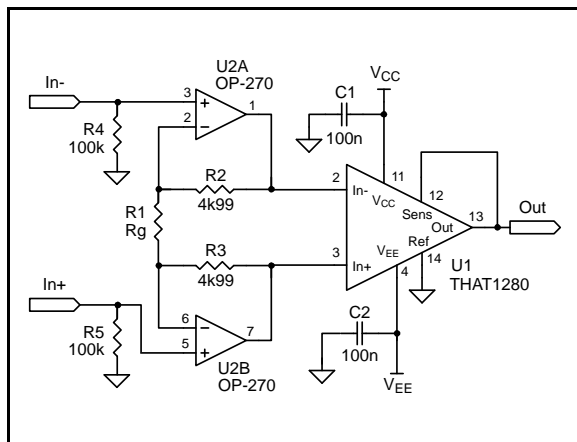 U2A
OP-270
In-
3
1
2
R4
100k
R2
4k99
R1
Rg
R3
4k99
In+
R5
100k
6
5
7
U2B
OP-270
VCC
C1
100n
11
12
2
In-
VCC
Sens
Out
13
Out
3
In+
VEE
Ref
4
14
U1
THAT1280
C2
100n
VEE